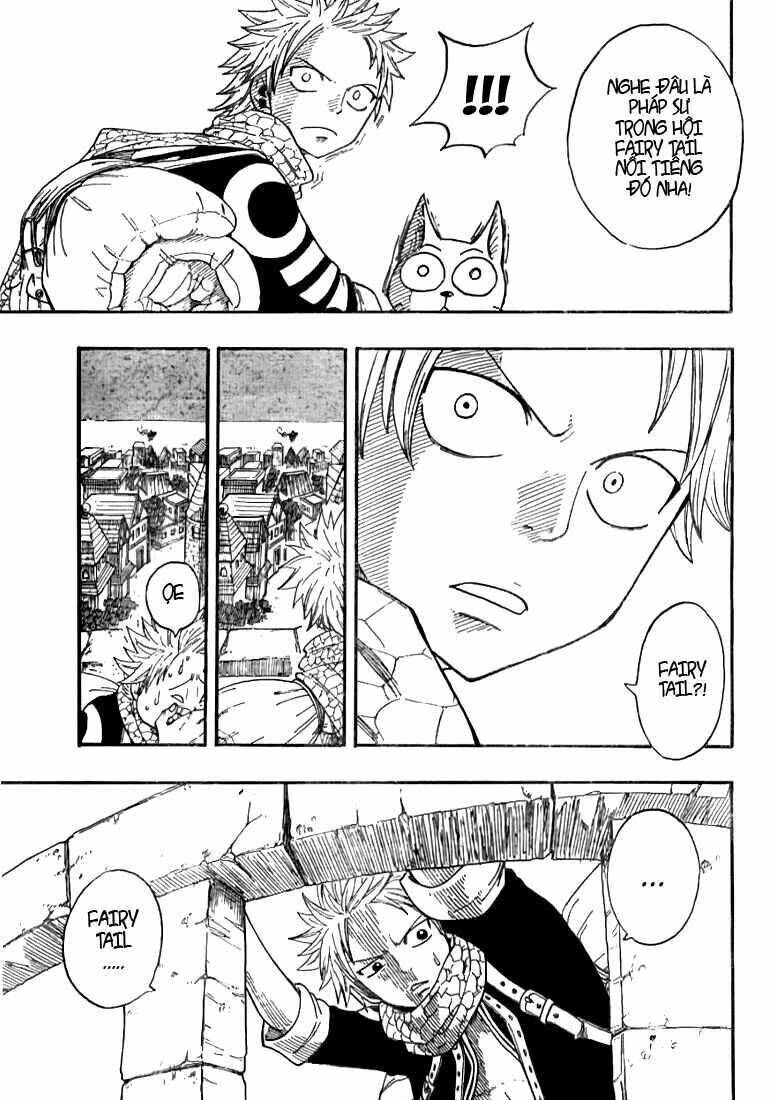 NGHE ĐÂU LÀ
PHÁP SƯ
TRONG HỘI
FAIRY TAIL
NỔI TIẾNG
ĐÓ NHA!
!!!
FAIRY
TAIL?!
ỌE
...
FAIRY
TAIL
.....